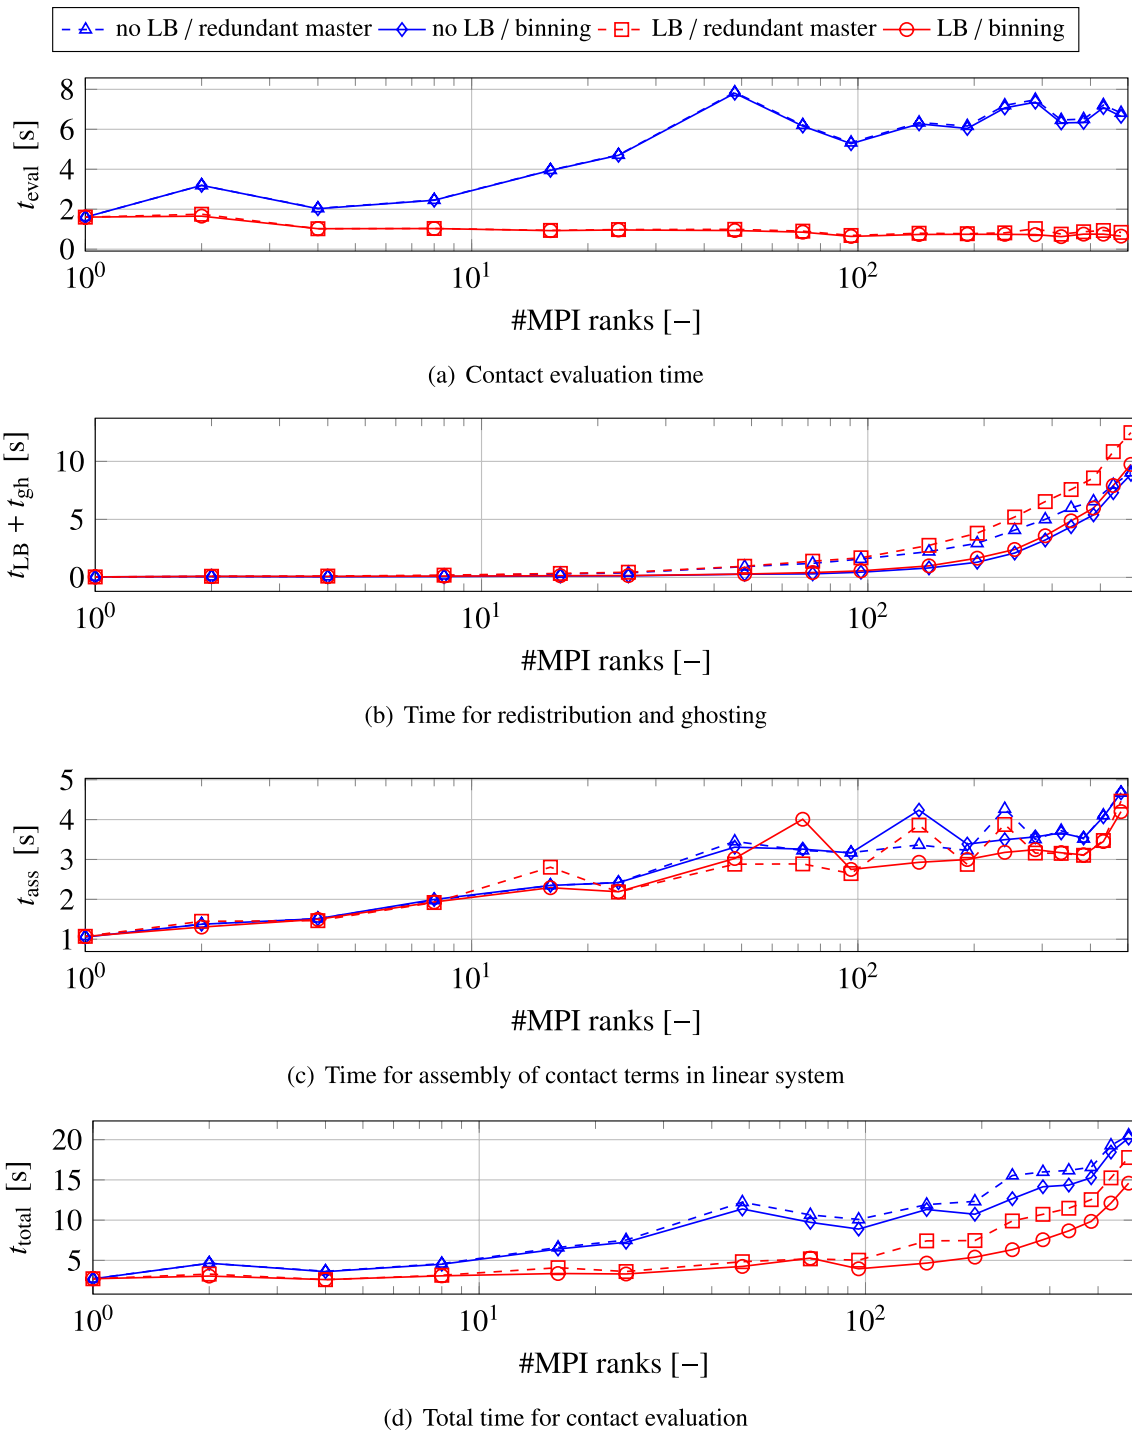 no LB / redundant master no LB / binning LB / redundant master LB / binning
8
6
4
2
0
t_eval [s]
10^0 10^1 10^2
#MPI ranks [−]
(a) Contact evaluation time
10
5
0
t_LB + t_gh [s]
10^0 10^1 10^2
#MPI ranks [−]
(b) Time for redistribution and ghosting
5
4
3
2
1
t_ass [s]
10^0 10^1 10^2
#MPI ranks [−]
(c) Time for assembly of contact terms in linear system
20
15
10
5
t_total [s]
10^0 10^1 10^2
#MPI ranks [−]
(d) Total time for contact evaluation